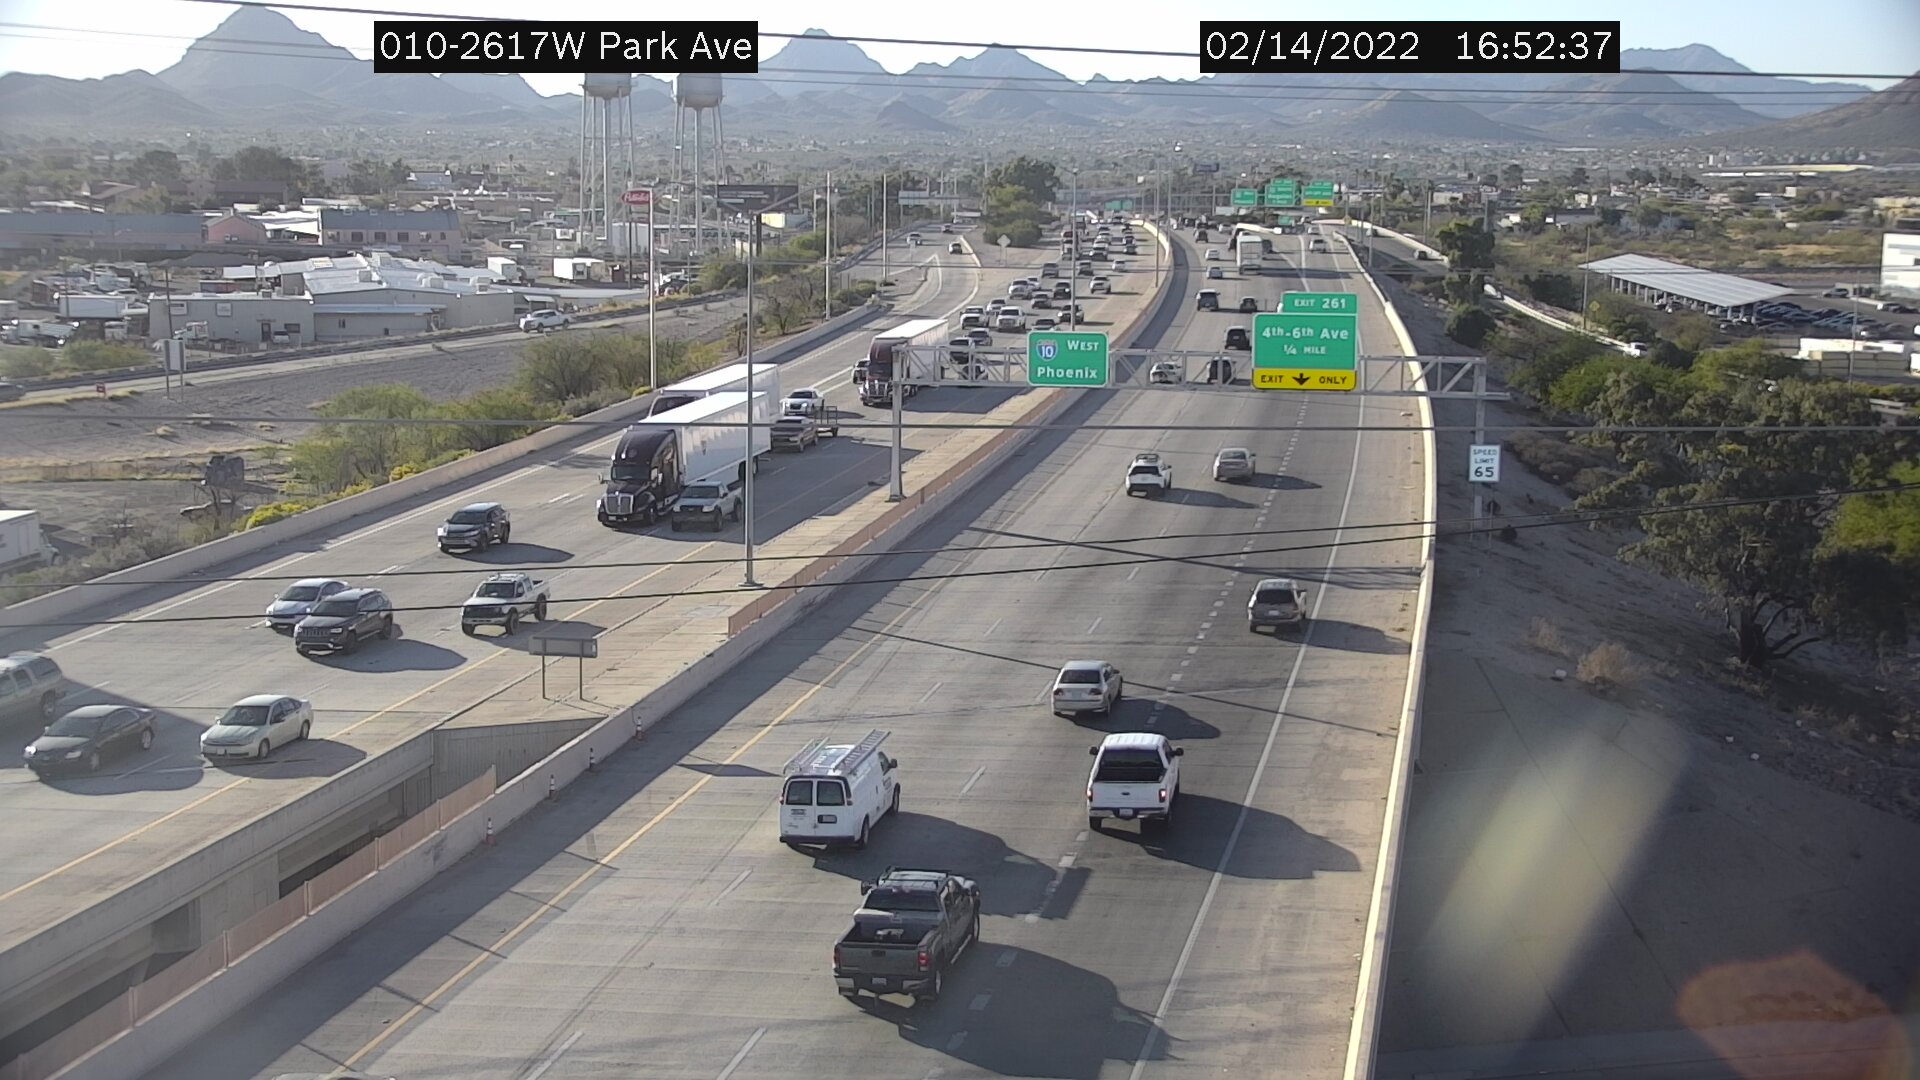 010-2617W Park Ave
02/14/2022 16:52:37
EXIT 261
4th-6th Ave
1/4 MILE
EXIT ONLY
10
WEST
Phoenix
SPEED
LIMIT
65